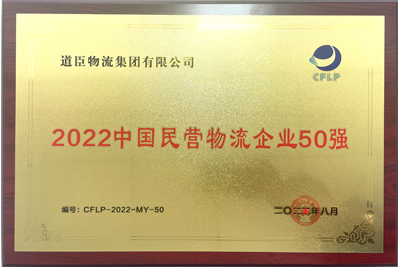 道臣物流集团有限公司
CFLP
2022中国民营物流企业50强
编号：CFLP-2022-MY-50
二〇二二年八月